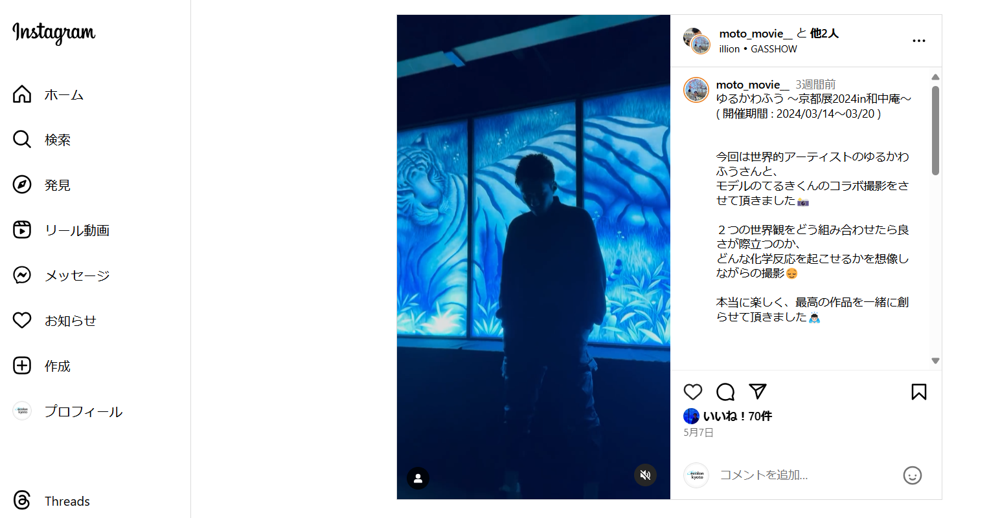 Instagram
ホーム
検索
発見
リール動画
メッセージ
お知らせ
作成
プロフィール
Threads
moto_movie__ と 他2人
illion • GASSHOW
moto_movie__ 3週間前
ゆるかわふう 〜京都展2024in和中庵〜
( 開催期間 : 2024/03/14〜03/20 )
今回は世界的アーティストのゆるかわ
ふうさんと、
モデルのてるきくんのコラボ撮影をさ
せて頂きました📸
２つの世界観をどう組み合わせたら良
さが際立つのか、
どんな化学反応を起こせるかを想像し
ながらの撮影😌
本当に楽しく、最高の作品を一緒に創
らせて頂きました🙇🏻‍♂️
いいね！70件
5月7日
ecolon
kyoto
コメントを追加...